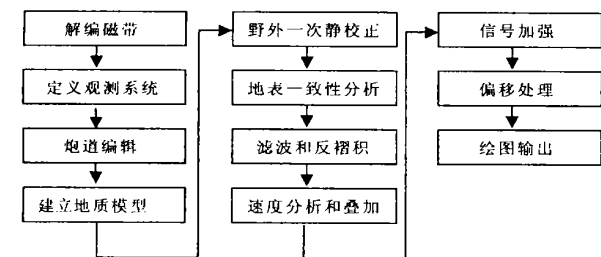 解编磁带
定义观测系统
炮道编辑
建立地质模型
野外一次静校正
地表一致性分析
滤波和反褶积
速度分析和叠加
信号加强
偏移处理
绘图输出